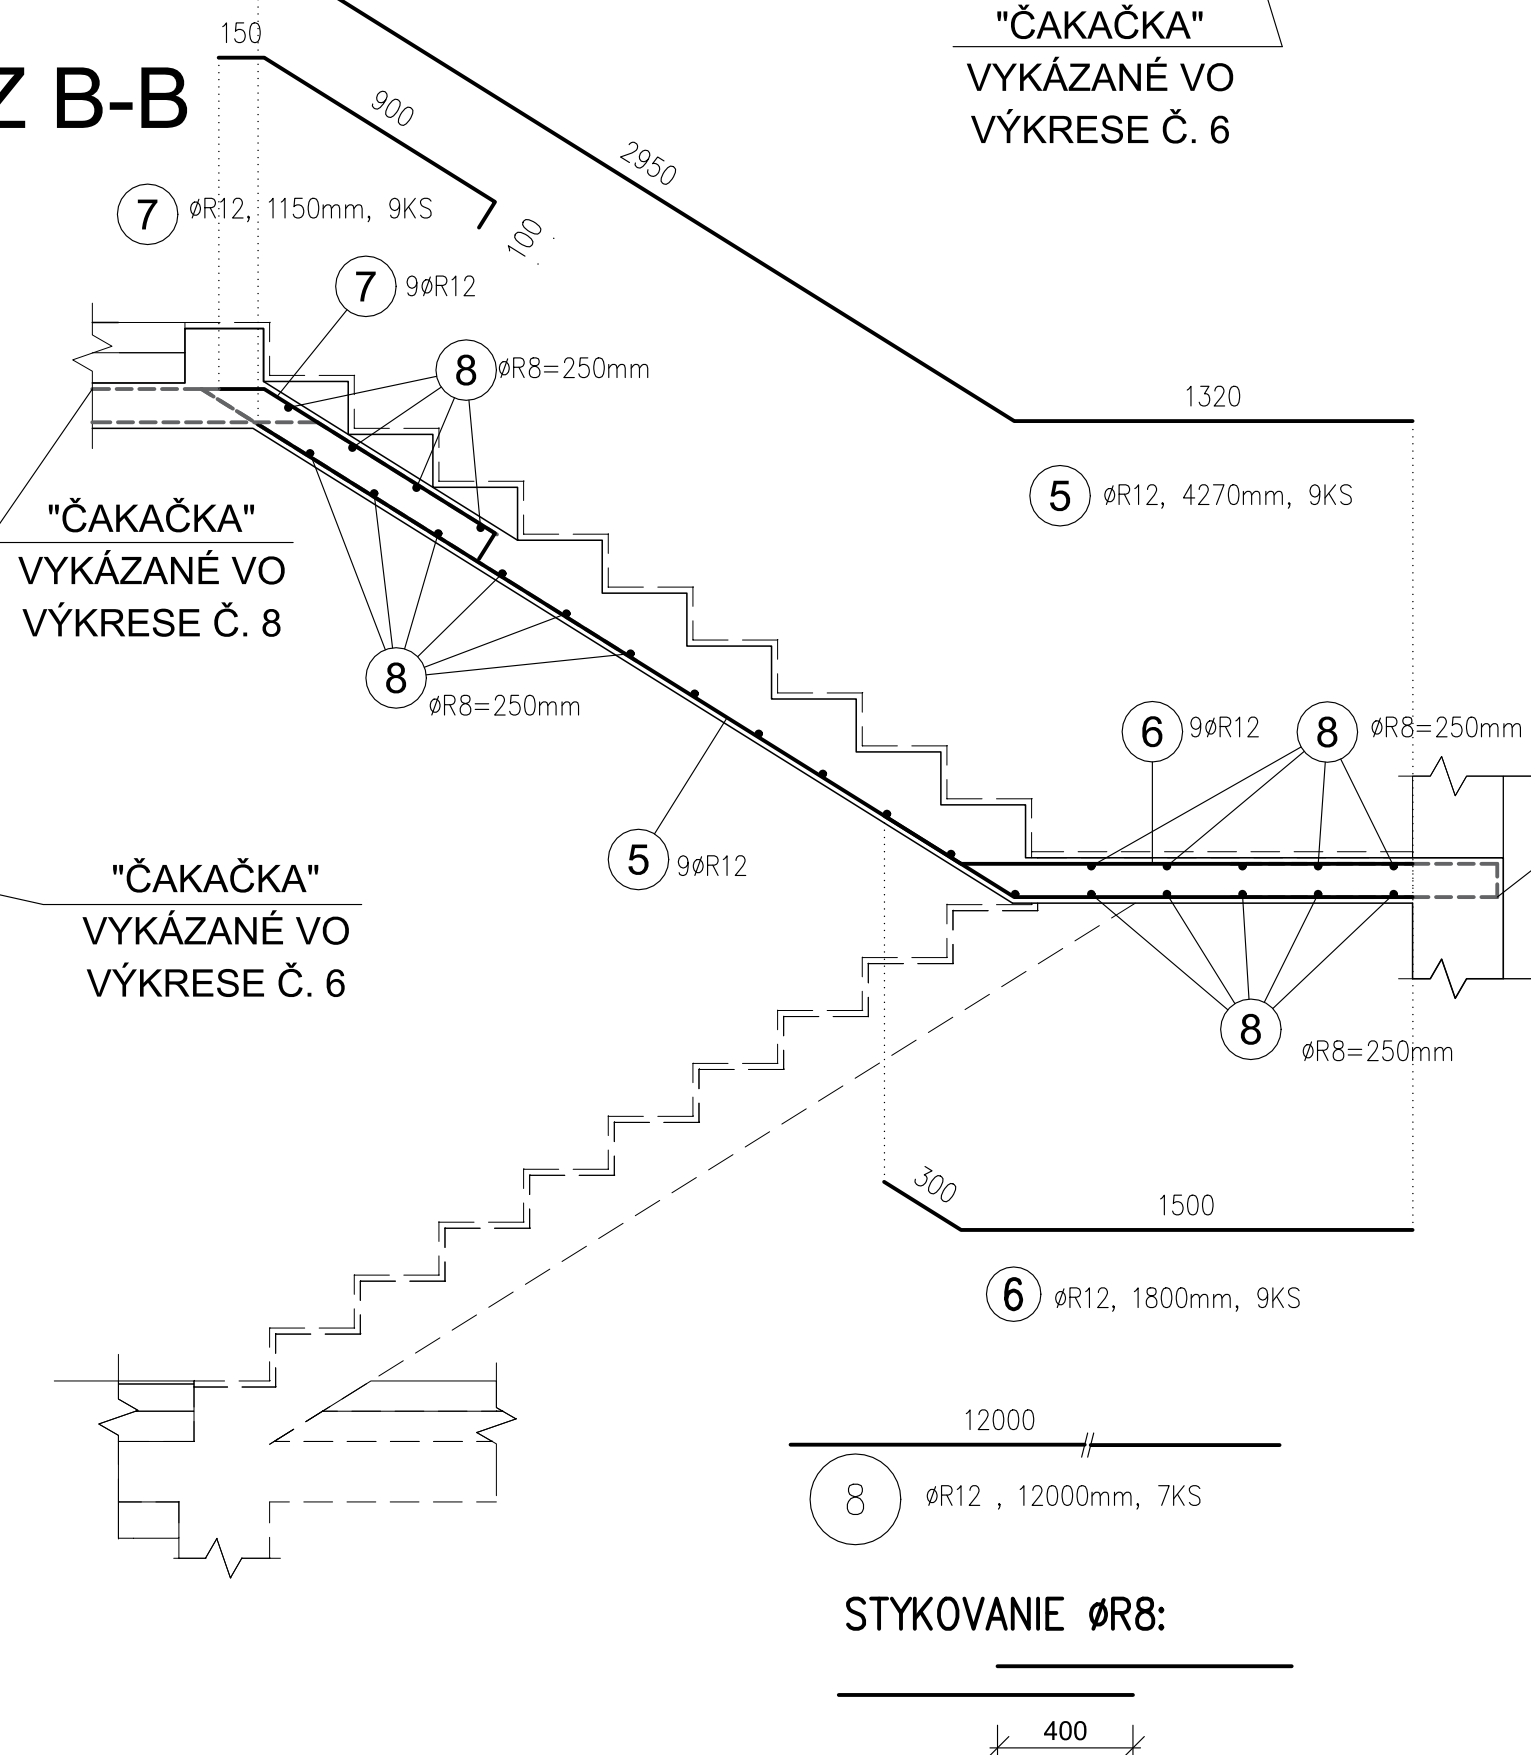 "ČAKAČKA"
VYKÁZANÉ VO
VÝKRESE Č. 6
150
Z B-B
900
2950
7 øR12, 1150mm, 9KS
100
7 9øR12
8 øR8=250mm
1320
5 øR12, 4270mm, 9KS
"ČAKAČKA"
VYKÁZANÉ VO
VÝKRESE Č. 8
8 øR8=250mm
6 9øR12
8 øR8=250mm
5 9øR12
"ČAKAČKA"
VYKÁZANÉ VO
VÝKRESE Č. 6
8 øR8=250mm
300
1500
6 øR12, 1800mm, 9KS
12000
8 øR12 , 12000mm, 7KS
STYKOVANIE øR8:
400